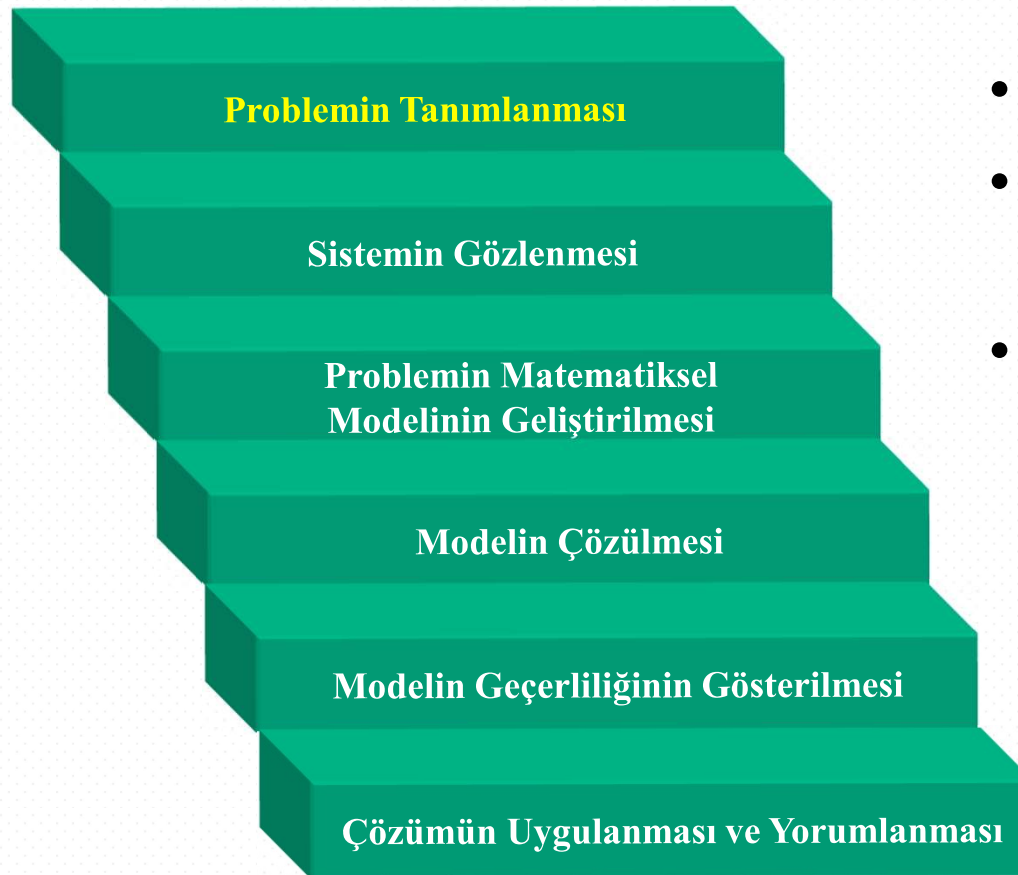 Problemin Tanımlanması
Sistemin Gözlenmesi
Problemin Matematiksel
Modelinin Geliştirilmesi
Modelin Çözülmesi
Modelin Geçerliliğinin Gösterilmesi
Çözümün Uygulanması ve Yorumlanması